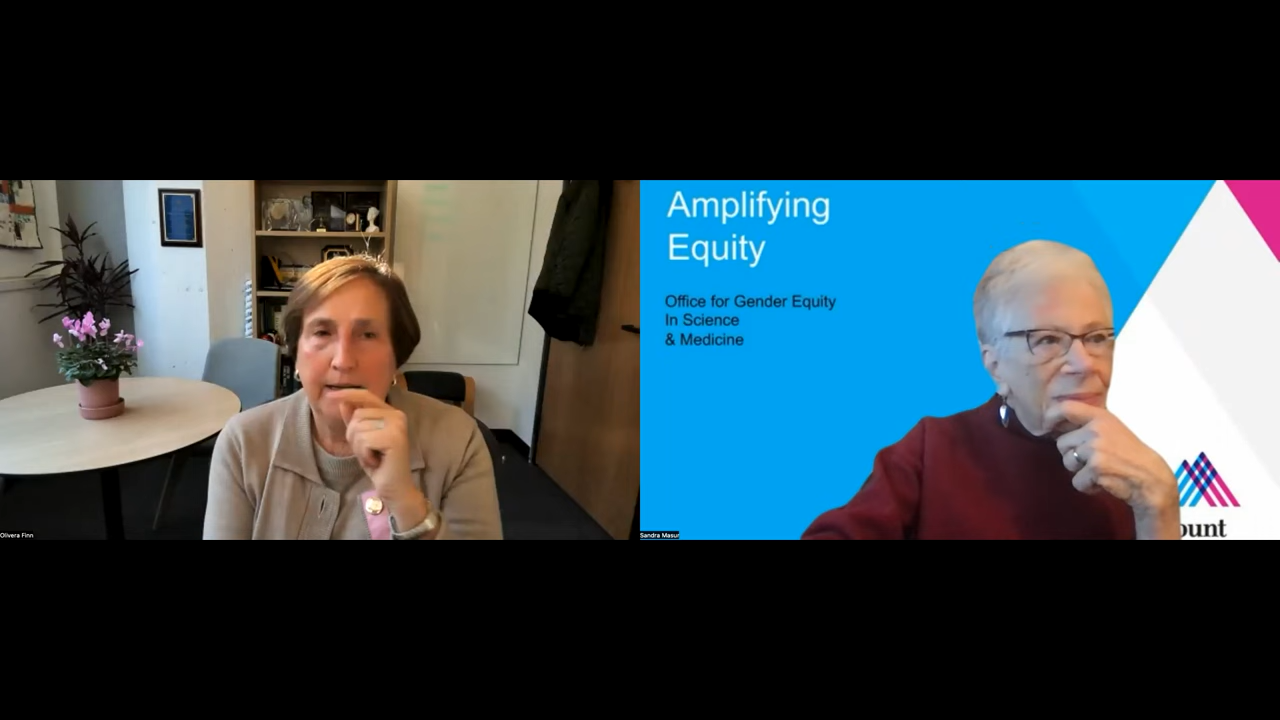 Amplifying
Equity
Office for Gender Equity
In Science
& Medicine
ount
Olivera Finn
Sandra Masur